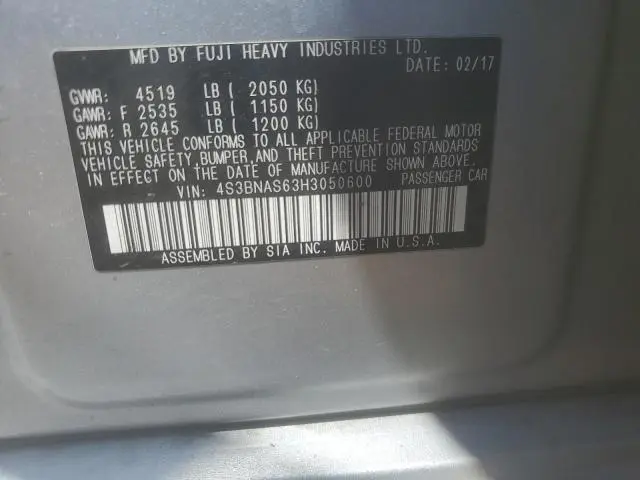 MFD BY FUJI HEAVY INDUSTRIES LTD.
DATE: 02/17
GVWR: 4519 LB ( 2050 KG)
GAWR: F 2535 LB ( 1150 KG)
GAWR: R 2645 LB ( 1200 KG)
THIS VEHICLE CONFORMS TO ALL APPLICABLE FEDERAL MOTOR
VEHICLE SAFETY, BUMPER, AND THEFT PREVENTION STANDARDS
IN EFFECT ON THE DATE OF MANUFACTURE SHOWN ABOVE.
VIN: 4S3BNAS63H3050600 PASSENGER CAR
ASSEMBLED BY SIA INC. MADE IN U.S.A.